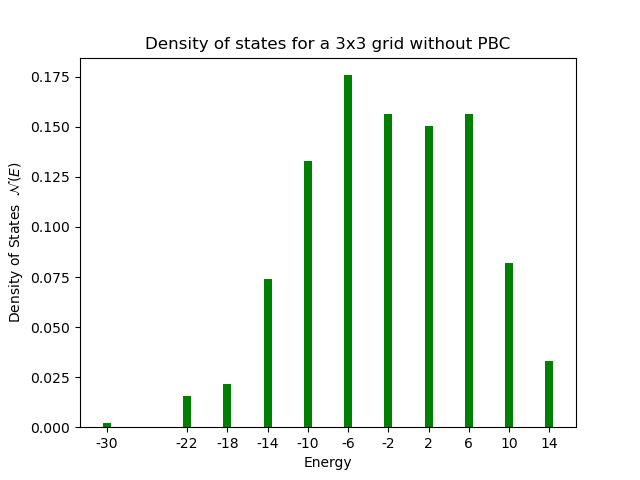 Density of states for a 3x3 grid without PBC
Density of States 𝒩(E)
0.175
0.150
0.125
0.100
0.075
0.050
0.025
0.000
-30 -22 -18 -14 -10 -6 -2 2 6 10 14
Energy